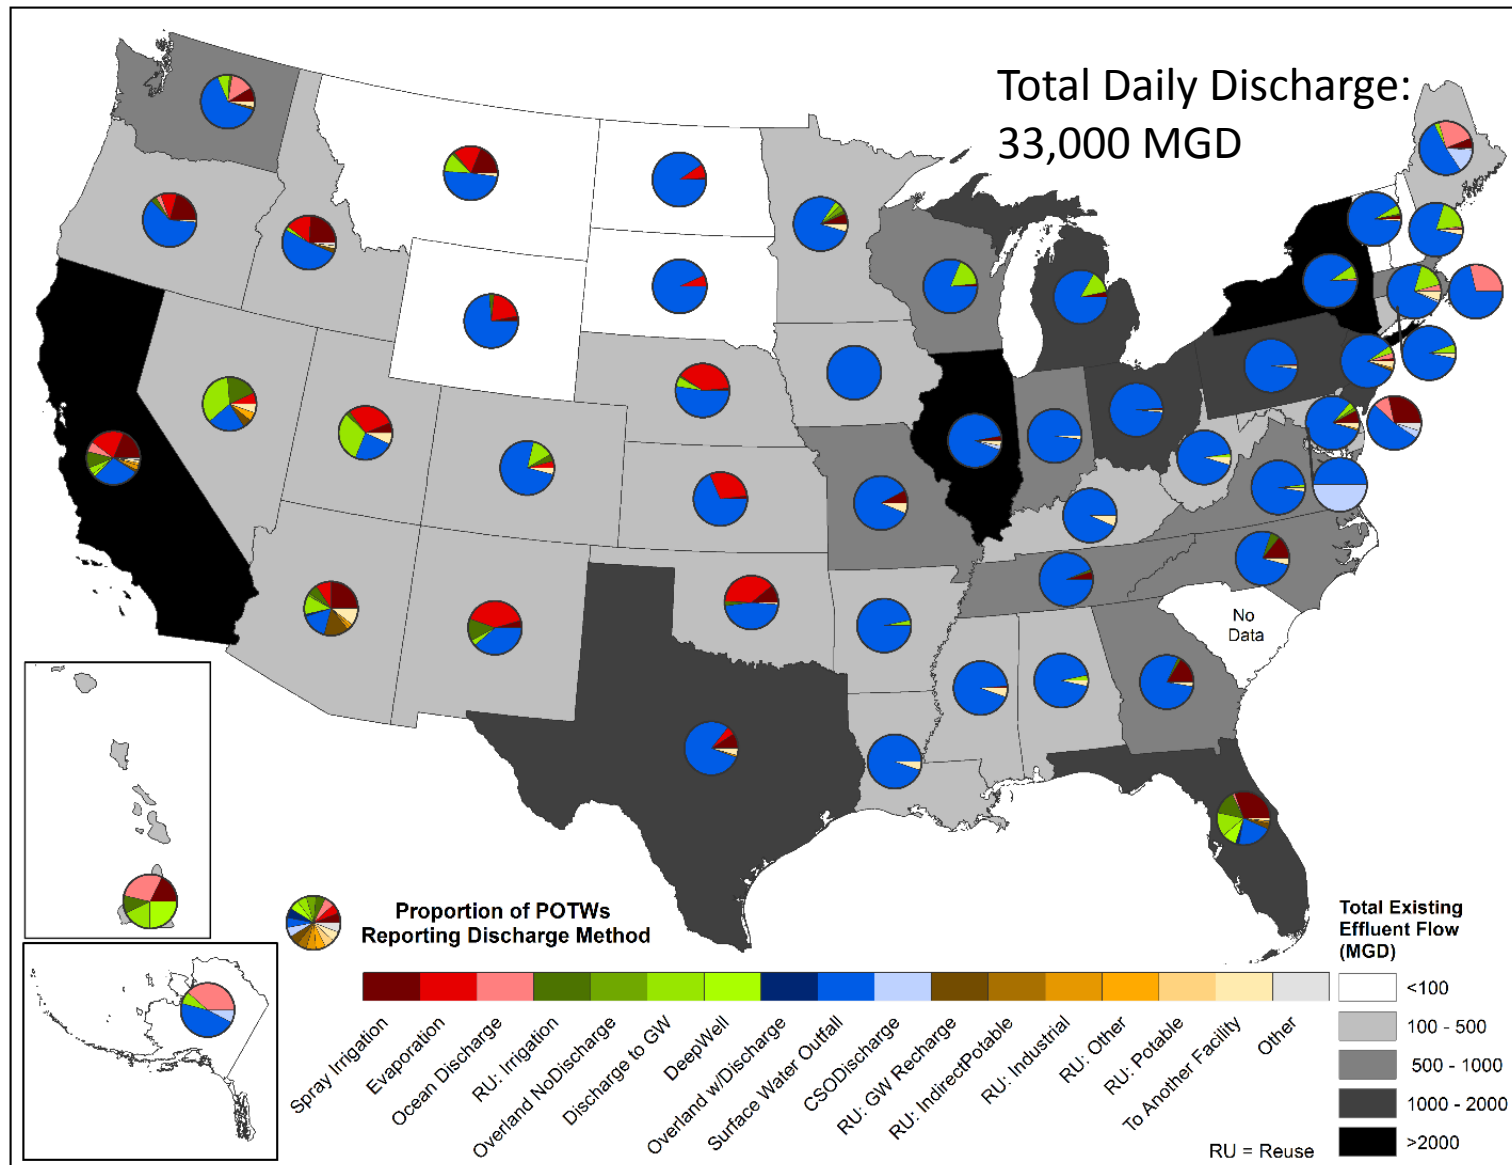 Total Daily Discharge:
33,000 MGD
No
Data
Proportion of POTWs
Reporting Discharge Method
Spray Irrigation
Evaporation
Ocean Discharge
RU: Irrigation
Overland NoDischarge
Discharge to GW
DeepWell
Overland w/Discharge
Surface Water Outfall
CSODischarge
RU: GW Recharge
RU: IndirectPotable
RU: Industrial
RU: Other
RU: Potable
To Another Facility
Other
Total Existing
Effluent Flow
(MGD)
<100
100 - 500
500 - 1000
1000 - 2000
>2000
RU = Reuse